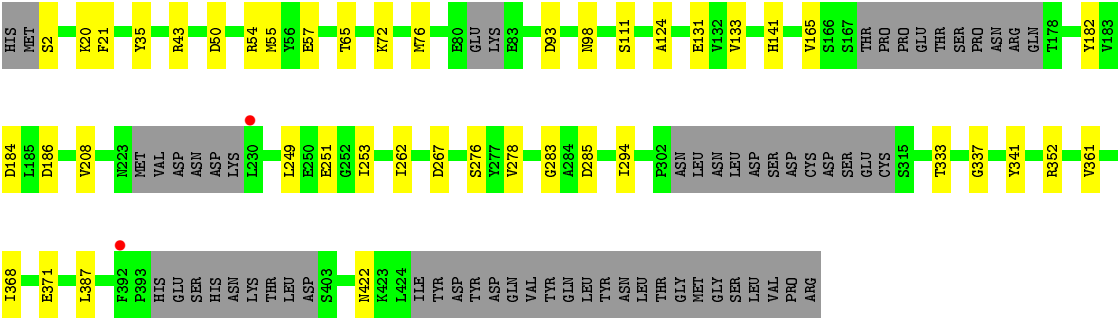 HIS MET S2 K20 F21 Y35 R43 D50 R54 M55 Y56 E57 T65 K72 M76 E80 GLU LYS E83 D93 N98 S111 A124 E131 V132 V133 H141 V165 S166 S167 THR PRO PRO GLU THR SER PRO ASN ARG GLN T178 Y182 V183
D184 L185 D186 V208 N223 MET VAL ASP ASN ASP LYS L230 L249 E250 E251 G252 I253 I262 D267 S276 Y277 V278 G283 A284 D285 I294 P302 ASN LEU ASN LEU ASP SER ASP CYS ASP SER GLU CYS S315 T333 G337 Y341 R352 V361
I368 E371 L387 F392 P393 HIS GLU SER HIS ASN LYS THR LEU ASP S403 N422 K423 L424 ILE TYR ASP TYR ASP GLN VAL TYR GLN LEU TYR ASN LEU THR GLY MET GLY SER LEU VAL PRO ARG